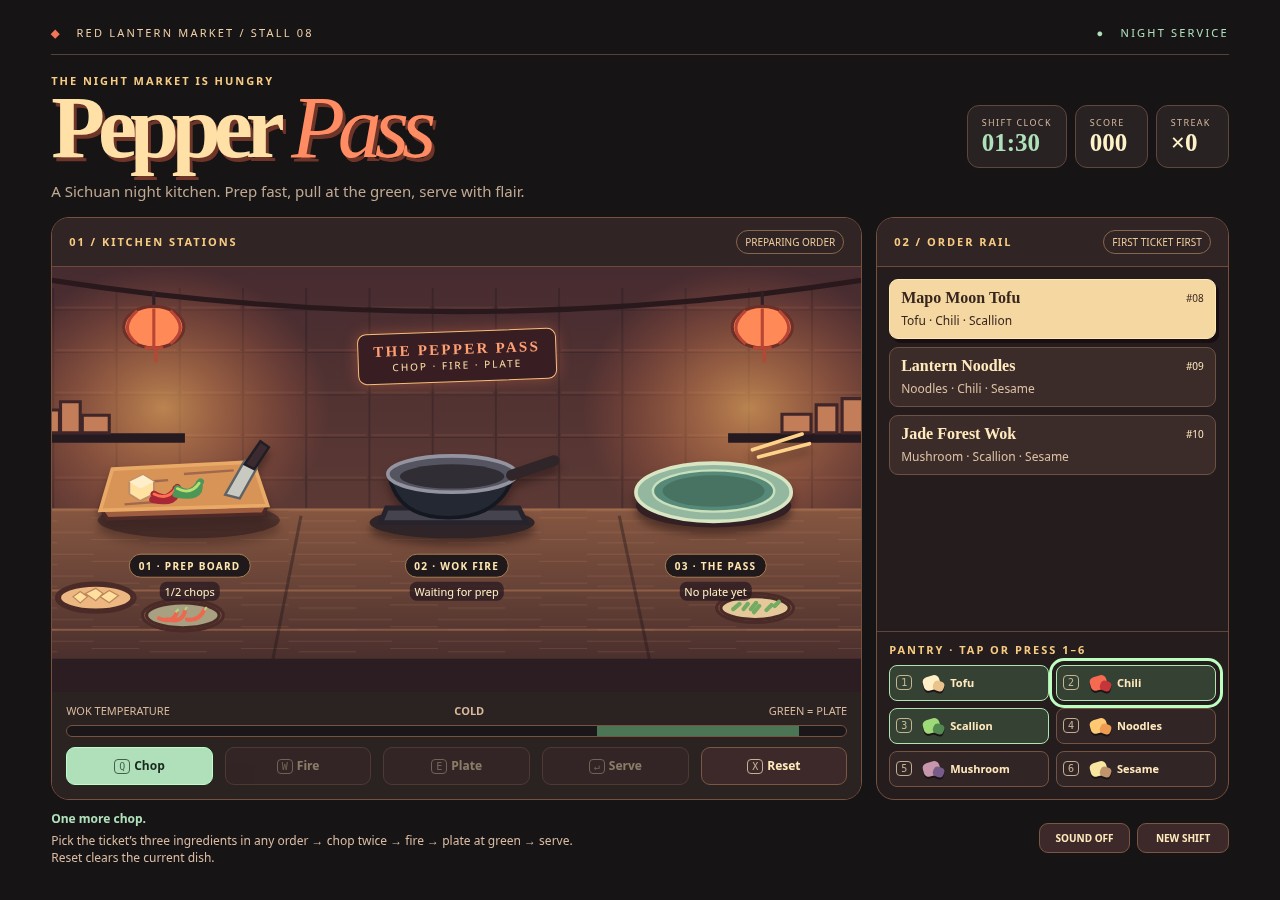 ◆ RED LANTERN MARKET / STALL 08
● NIGHT SERVICE
THE NIGHT MARKET IS HUNGRY
Pepper Pass
A Sichuan night kitchen. Prep fast, pull at the green, serve with flair.
SHIFT CLOCK
01:30
SCORE
000
STREAK
×0
01 / KITCHEN STATIONS
PREPARING ORDER
THE PEPPER PASS
CHOP · FIRE · PLATE
01 · PREP BOARD
1/2 chops
02 · WOK FIRE
Waiting for prep
03 · THE PASS
No plate yet
WOK TEMPERATURE
COLD
GREEN = PLATE
Q Chop
W Fire
E Plate
↵ Serve
X Reset
02 / ORDER RAIL
FIRST TICKET FIRST
Mapo Moon Tofu #08
Tofu · Chili · Scallion
Lantern Noodles #09
Noodles · Chili · Sesame
Jade Forest Wok #10
Mushroom · Scallion · Sesame
PANTRY · TAP OR PRESS 1–6
1 Tofu
2 Chili
3 Scallion
4 Noodles
5 Mushroom
6 Sesame
One more chop.
Pick the ticket's three ingredients in any order → chop twice → fire → plate at green → serve.
Reset clears the current dish.
SOUND OFF
NEW SHIFT